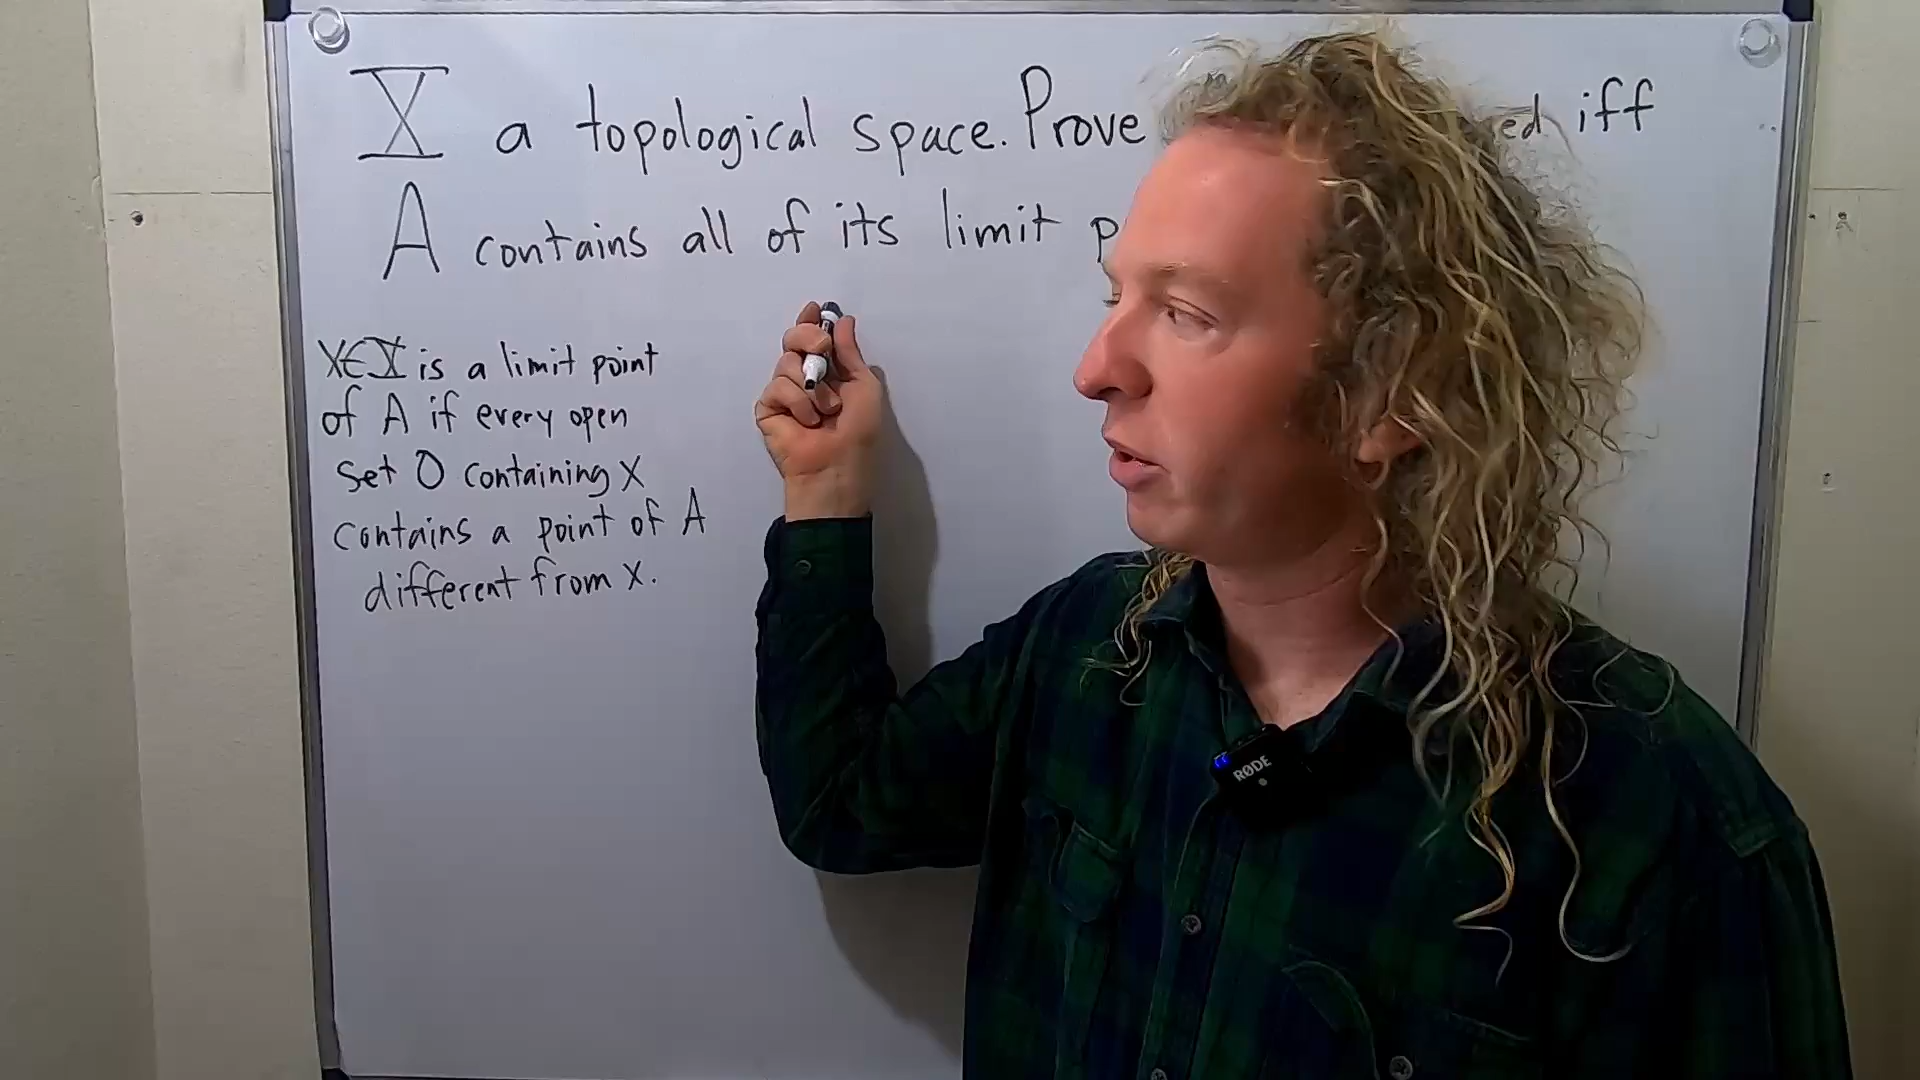 X a topological space. Prove ed iff
A contains all of its limit p
x∈X is a limit point
of A if every open
set O containing x
contains a point of A
different from x.
RØDE